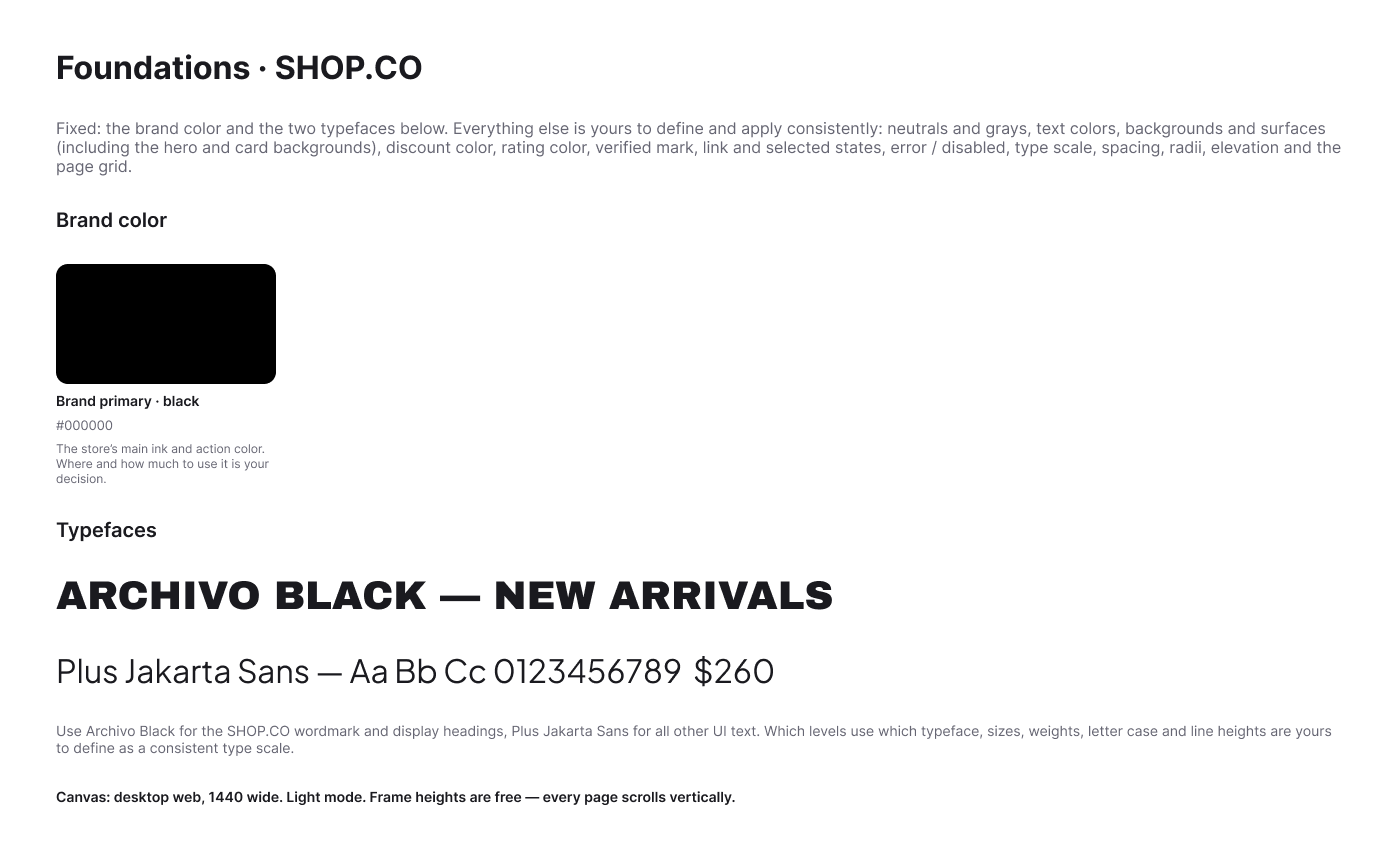 Foundations · SHOP.CO
Fixed: the brand color and the two typefaces below. Everything else is yours to define and apply consistently: neutrals and grays, text colors, backgrounds and surfaces
(including the hero and card backgrounds), discount color, rating color, verified mark, link and selected states, error / disabled, type scale, spacing, radii, elevation and the
page grid.
Brand color
Brand primary · black
#000000
The store’s main ink and action color.
Where and how much to use it is your
decision.
Typefaces
ARCHIVO BLACK — NEW ARRIVALS
Plus Jakarta Sans — Aa Bb Cc 0123456789 $260
Use Archivo Black for the SHOP.CO wordmark and display headings, Plus Jakarta Sans for all other UI text. Which levels use which typeface, sizes, weights, letter case and line heights are yours
to define as a consistent type scale.
Canvas: desktop web, 1440 wide. Light mode. Frame heights are free — every page scrolls vertically.